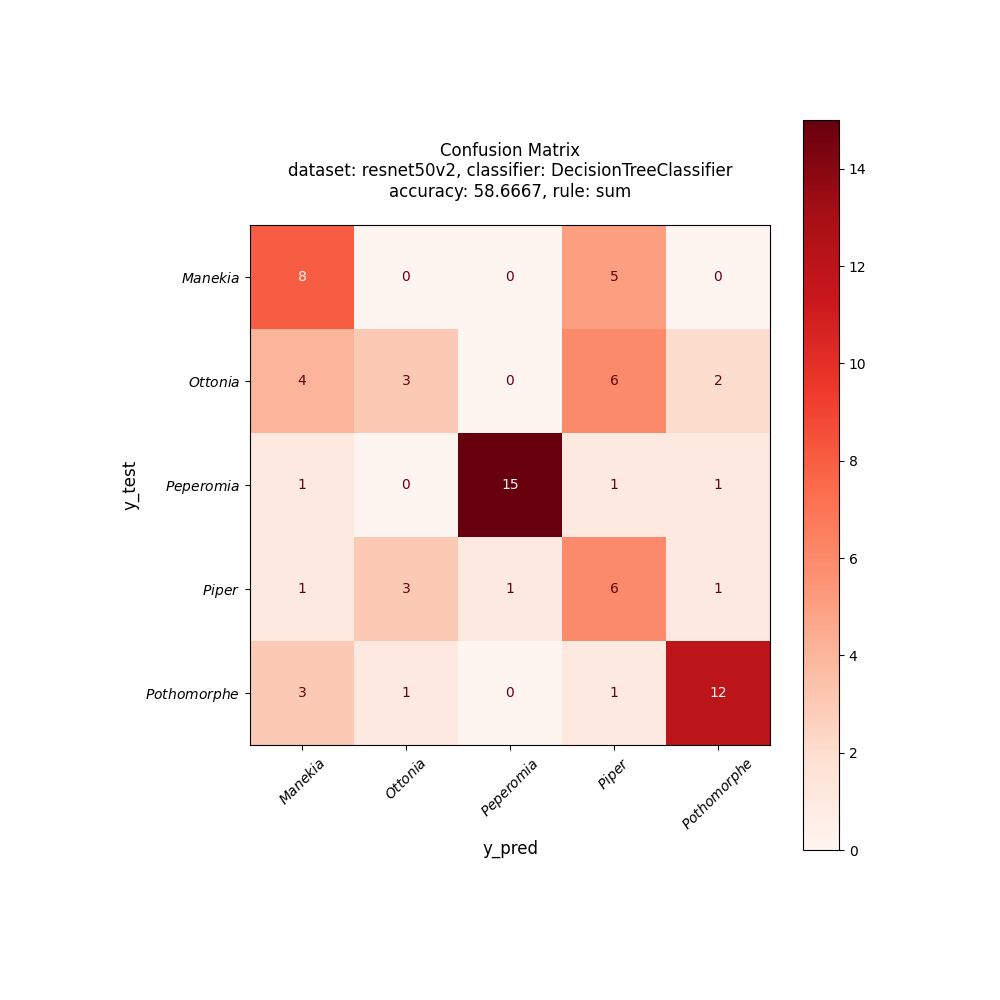 Confusion Matrix
dataset: resnet50v2, classifier: DecisionTreeClassifier
accuracy: 58.6667, rule: sum
Manekia 8 0 0 5 0
Ottonia 4 3 0 6 2
Peperomia 1 0 15 1 1
Piper 1 3 1 6 1
Pothomorphe 3 1 0 1 12
y_test
Manekia Ottonia Peperomia Piper Pothomorphe
y_pred
14
12
10
8
6
4
2
0